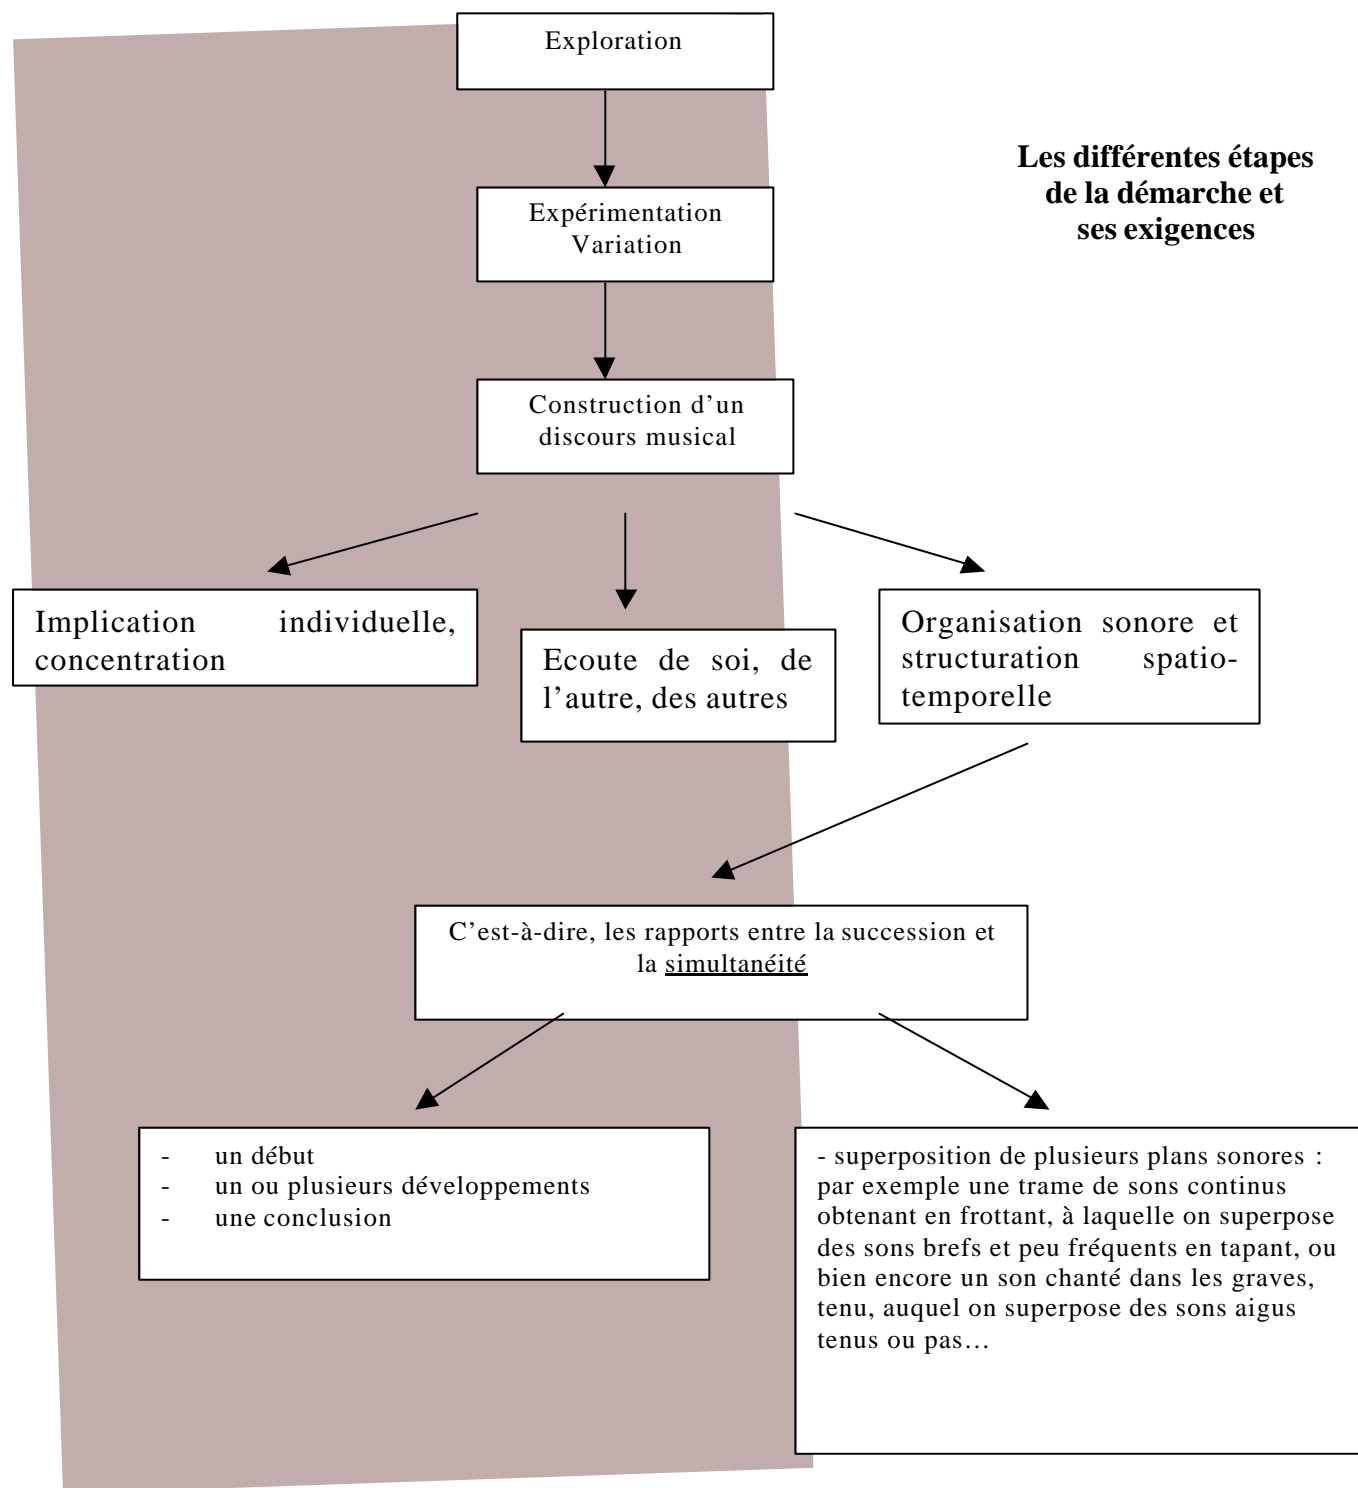 Exploration
Les différentes étapes
de la démarche et
ses exigences
Expérimentation
Variation
Construction d’un
discours musical
Implication individuelle,
concentration
Ecoute de soi, de
l’autre, des autres
Organisation sonore et
structuration spatio-
temporelle
C’est-à-dire, les rapports entre la succession et
la simultanéité
- un début
- un ou plusieurs développements
- une conclusion
- superposition de plusieurs plans sonores :
par exemple une trame de sons continus
obtenant en frottant, à laquelle on superpose
des sons brefs et peu fréquents en tapant, ou
bien encore un son chanté dans les graves,
tenu, auquel on superpose des sons aigus
tenus ou pas…